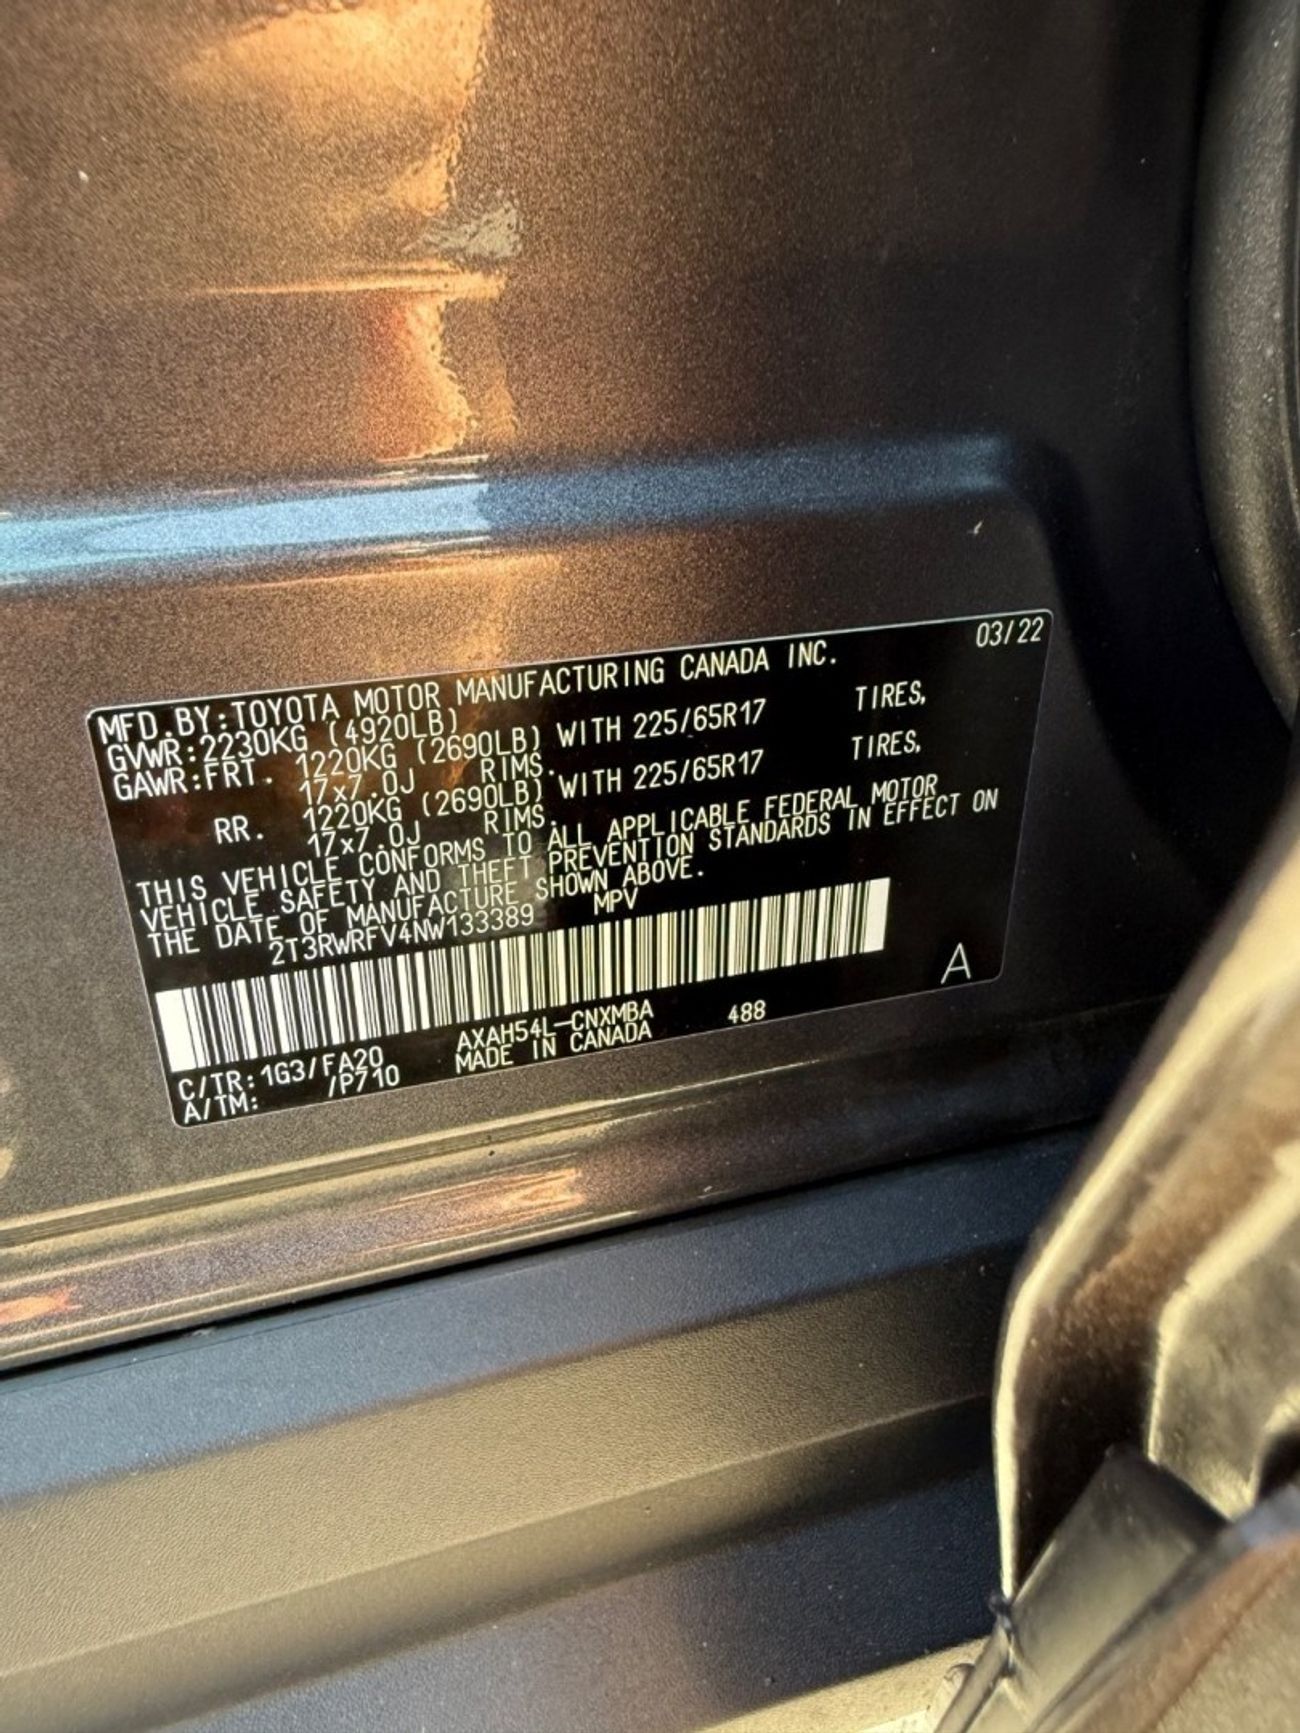 03/22
MFD.BY:TOYOTA MOTOR MANUFACTURING CANADA INC.
GVWR:2230KG (4920LB)
GAWR:FRT. 1220KG (2690LB) WITH 225/65R17 TIRES,
17x7.0J RIMS.
RR. 1220KG (2690LB) WITH 225/65R17 TIRES,
17x7.0J RIMS.
THIS VEHICLE CONFORMS TO ALL APPLICABLE FEDERAL MOTOR
VEHICLE SAFETY AND THEFT PREVENTION STANDARDS IN EFFECT ON
THE DATE OF MANUFACTURE SHOWN ABOVE.
2T3RWRFV4NW133389 MPV
A
AXAH54L-CNXMBA 488
C/TR:1G3/FA20 MADE IN CANADA
A/TM: /P710